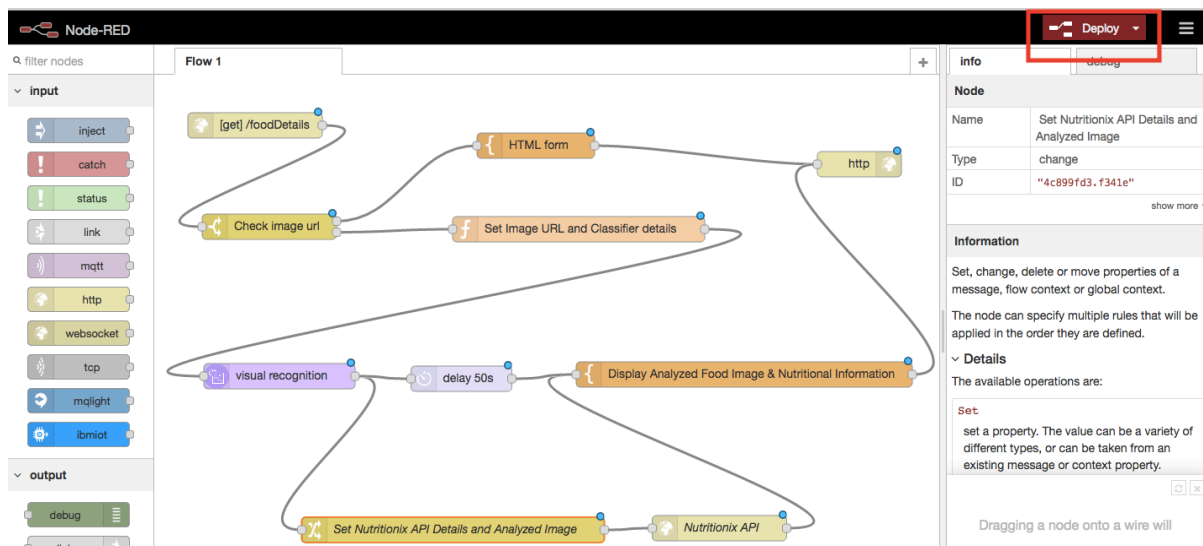 Node-RED
Deploy
filter nodes
Flow 1
+
info
debug
input
inject
catch
status
link
mqtt
http
websocket
tcp
mqlight
ibmiot
output
debug
[get] /foodDetails
HTML form
http
Check image url
f
Set Image URL and Classifier details
visual recognition
delay 50s
Display Analyzed Food Image & Nutritional Information
Set Nutritionix API Details and Analyzed Image
Nutritionix API
Node
Name
Set Nutritionix API Details and
Analyzed Image
Type
change
ID
"4c899fd3.f341e"
show more
Information
Set, change, delete or move properties of a
message, flow context or global context.
The node can specify multiple rules that will be
applied in the order they are defined.
Details
The available operations are:
Set
set a property. The value can be a variety of
different types, or can be taken from an
existing message or context property.
Dragging a node onto a wire will